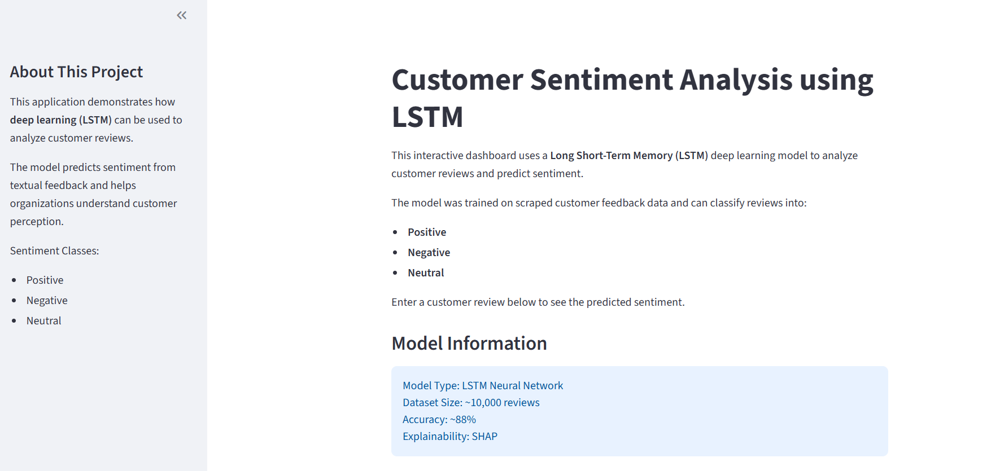 About This Project
This application demonstrates how
deep learning (LSTM) can be used to
analyze customer reviews.
The model predicts sentiment from
textual feedback and helps
organizations understand customer
perception.
Sentiment Classes:
Positive
Negative
Neutral
Customer Sentiment Analysis using
LSTM
This interactive dashboard uses a Long Short-Term Memory (LSTM) deep learning model to analyze
customer reviews and predict sentiment.
The model was trained on scraped customer feedback data and can classify reviews into:
Positive
Negative
Neutral
Enter a customer review below to see the predicted sentiment.
Model Information
Model Type: LSTM Neural Network
Dataset Size: ~10,000 reviews
Accuracy: ~88%
Explainability: SHAP